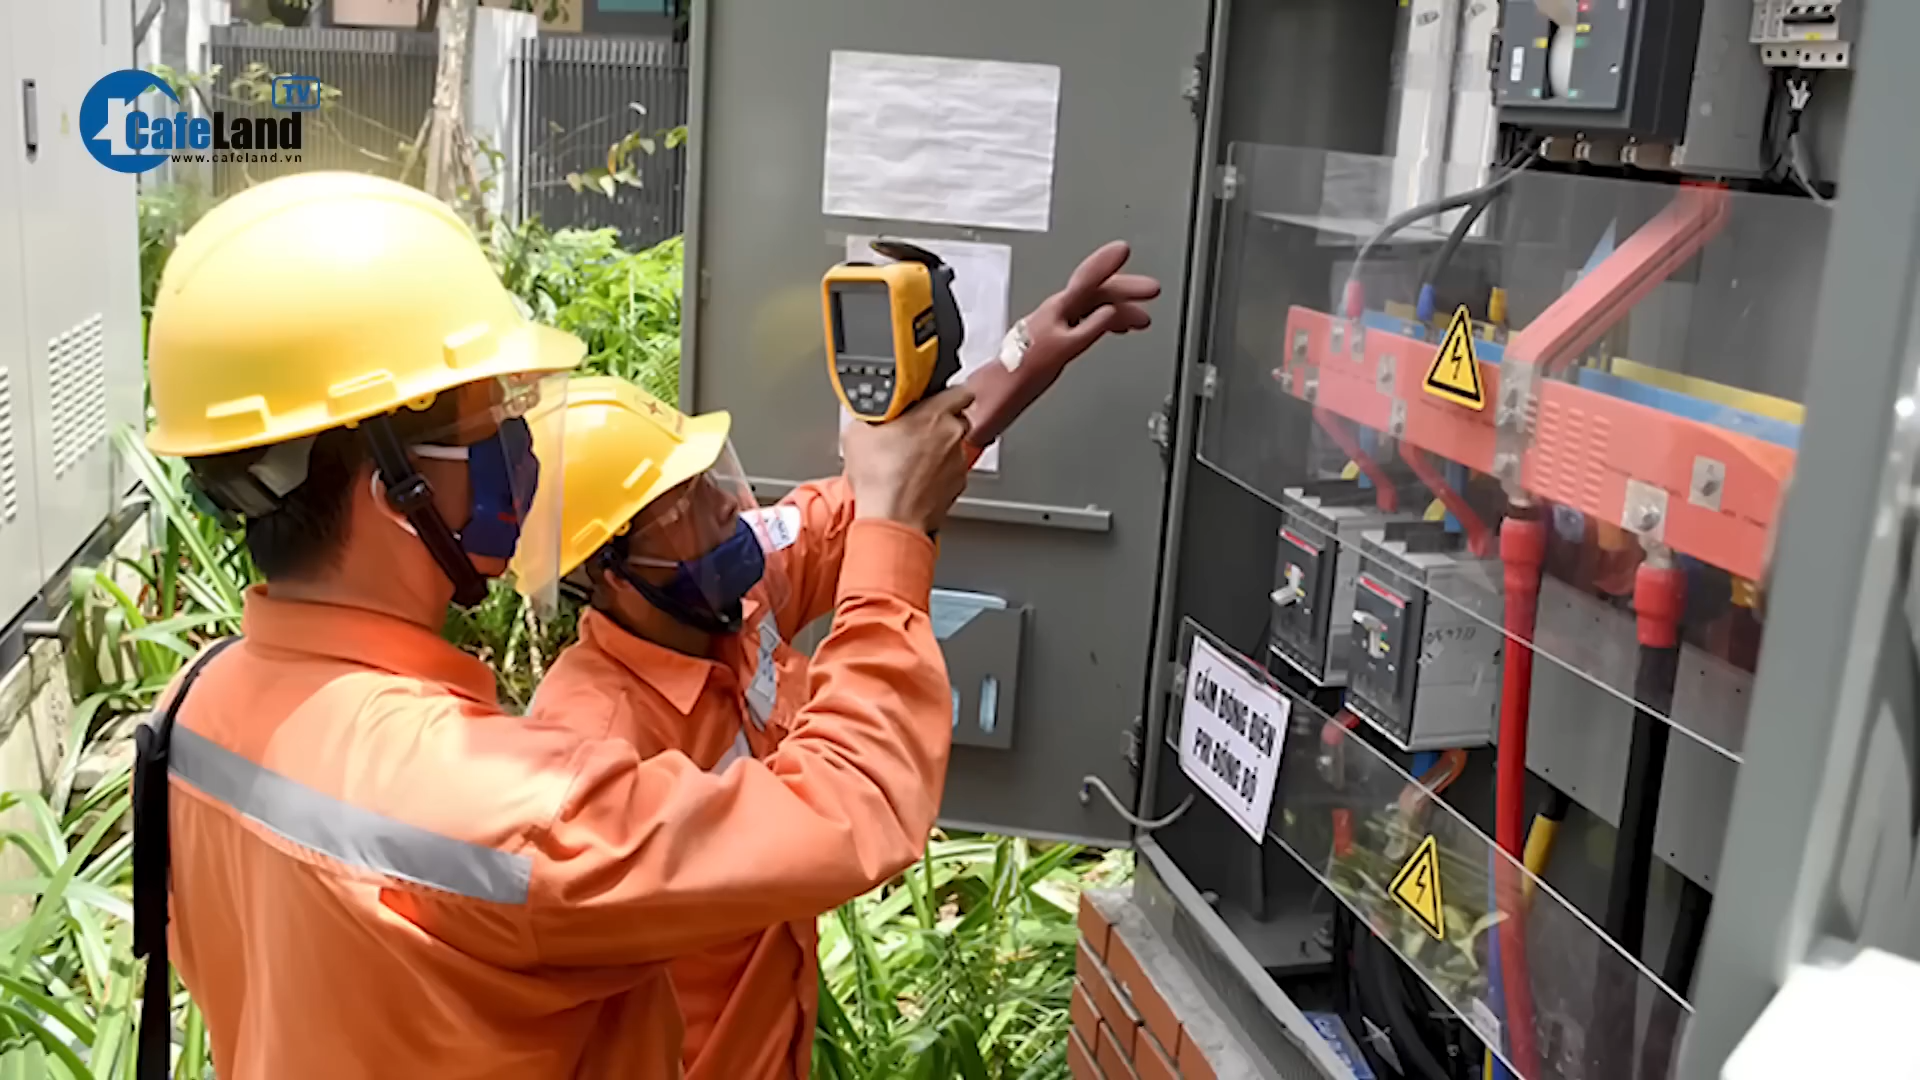 TV
CafeLand
www.cafeland.vn
CẤM ĐÓNG ĐIỆN
PHI ĐỒNG BỘ